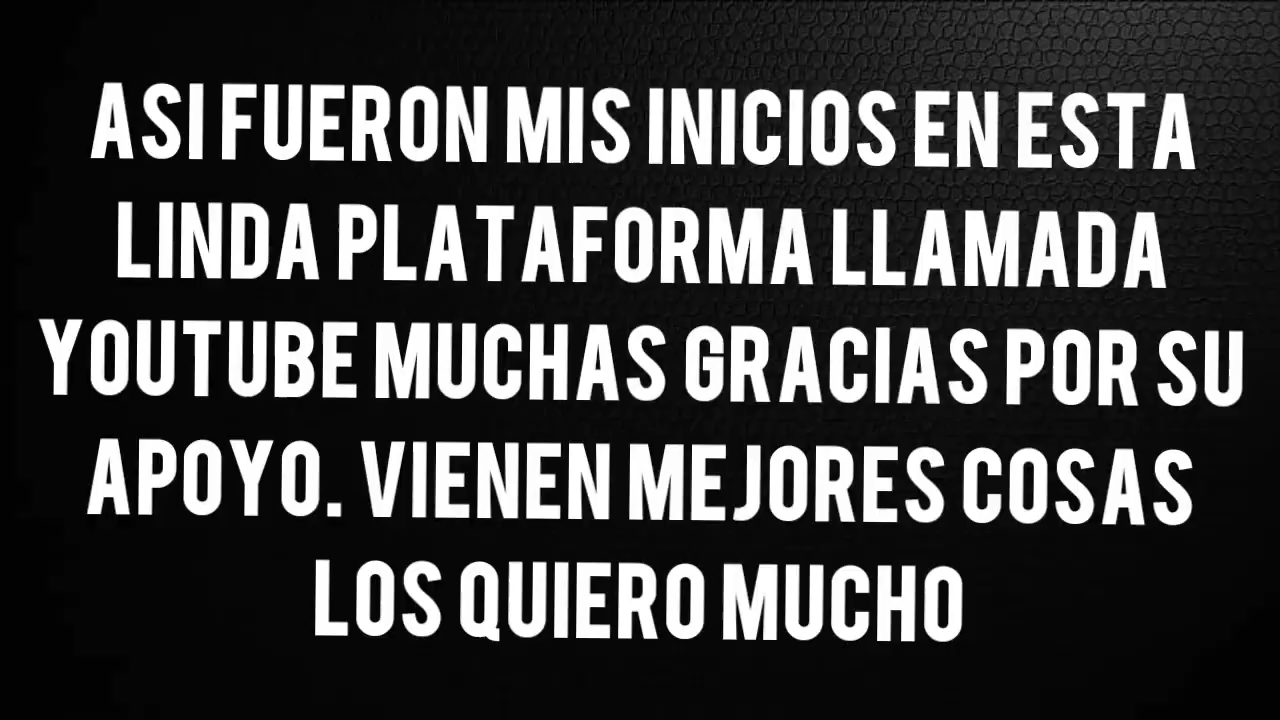 ASI FUERON MIS INICIOS EN ESTA
LINDA PLATAFORMA LLAMADA
YOUTUBE MUCHAS GRACIAS POR SU
APOYO. VIENEN MEJORES COSAS
LOS QUIERO MUCHO